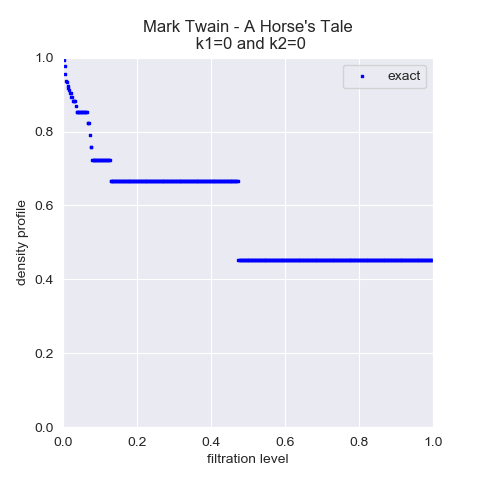 Mark Twain - A Horse's Tale
k1=0 and k2=0
exact
density profile
1.0
0.8
0.6
0.4
0.2
0.0
0.0 0.2 0.4 0.6 0.8 1.0
filtration level